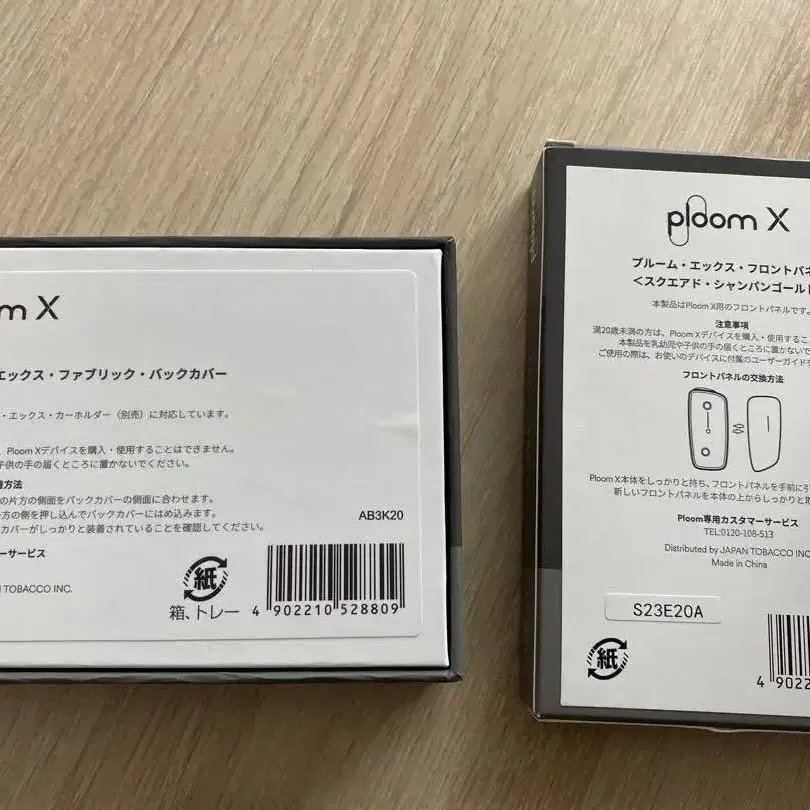 m X
エックス・ファブリック・バックカバー
・エックス・カーホルダー（別売）に対応しています。
、Ploom Xデバイスを購入・使用することはできません。
子供の手の届くところに置かないでください。
方法
の片方の側面をバックカバーの側面に合わせます。
方の側を押し込んでバックカバーにはめ込みます。
カバーがしっかりと装着されていることを確認してください。
AB3K20
ーサービス
TOBACCO INC.
紙
箱、トレー
4 902210 528809
ploom X
プルーム・エックス・フロントパネ
＜スクエアド・シャンパンゴールド
本製品はPloom X用のフロントパネルです。
注意事項
満20歳未満の方は、Ploom Xデバイスを購入・使用するこ
本製品を乳幼児や子供の手の届くところに置かないで
ご使用の際は、お使いのデバイスに付属のユーザーガイドを
フロントパネルの交換方法
Ploom X本体をしっかりと持ち、フロントパネルを手前に引
新しいフロントパネルを本体の上からしっかりと取
Ploom専用カスタマーサービス
TEL:0120-108-513
Distributed by JAPAN TOBACCO INC
Made in China
S23E20A
紙
4 902